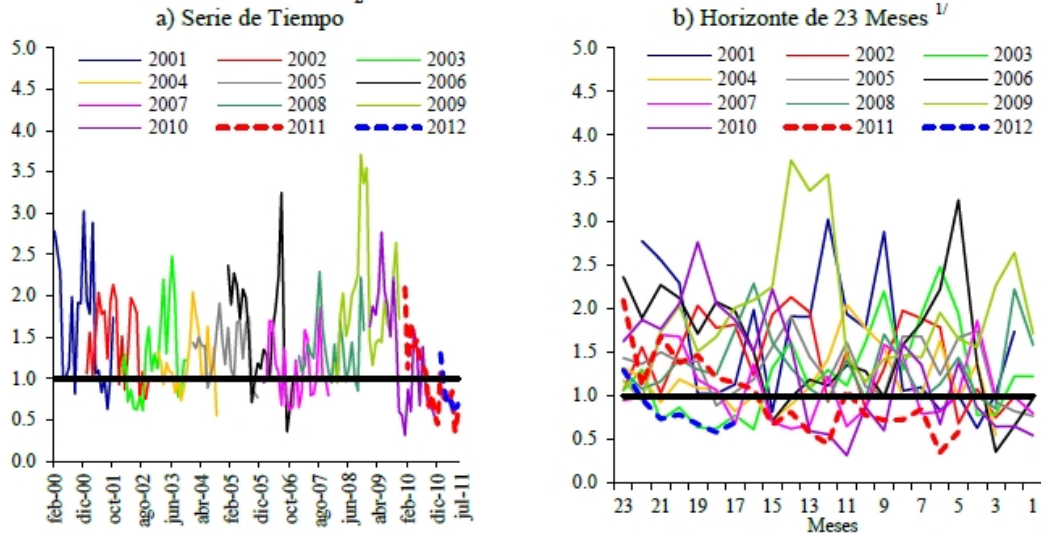 2
a) Serie de Tiempo
5.0
4.5
4.0
3.5
3.0
2.5
2.0
1.5
1.0
0.5
0.0
2001 2002 2003
2004 2005 2006
2007 2008 2009
2010 2011 2012
feb-00 dic-00 oct-01 ago-02 jun-03 abr-04 feb-05 dic-05 oct-06 ago-07 jun-08 abr-09 feb-10 dic-10 jul-11
b) Horizonte de 23 Meses 1/
5.0
4.5
4.0
3.5
3.0
2.5
2.0
1.5
1.0
0.5
0.0
2001 2002 2003
2004 2005 2006
2007 2008 2009
2010 2011 2012
23 21 19 17 15 13 11 9 7 5 3 1
Meses